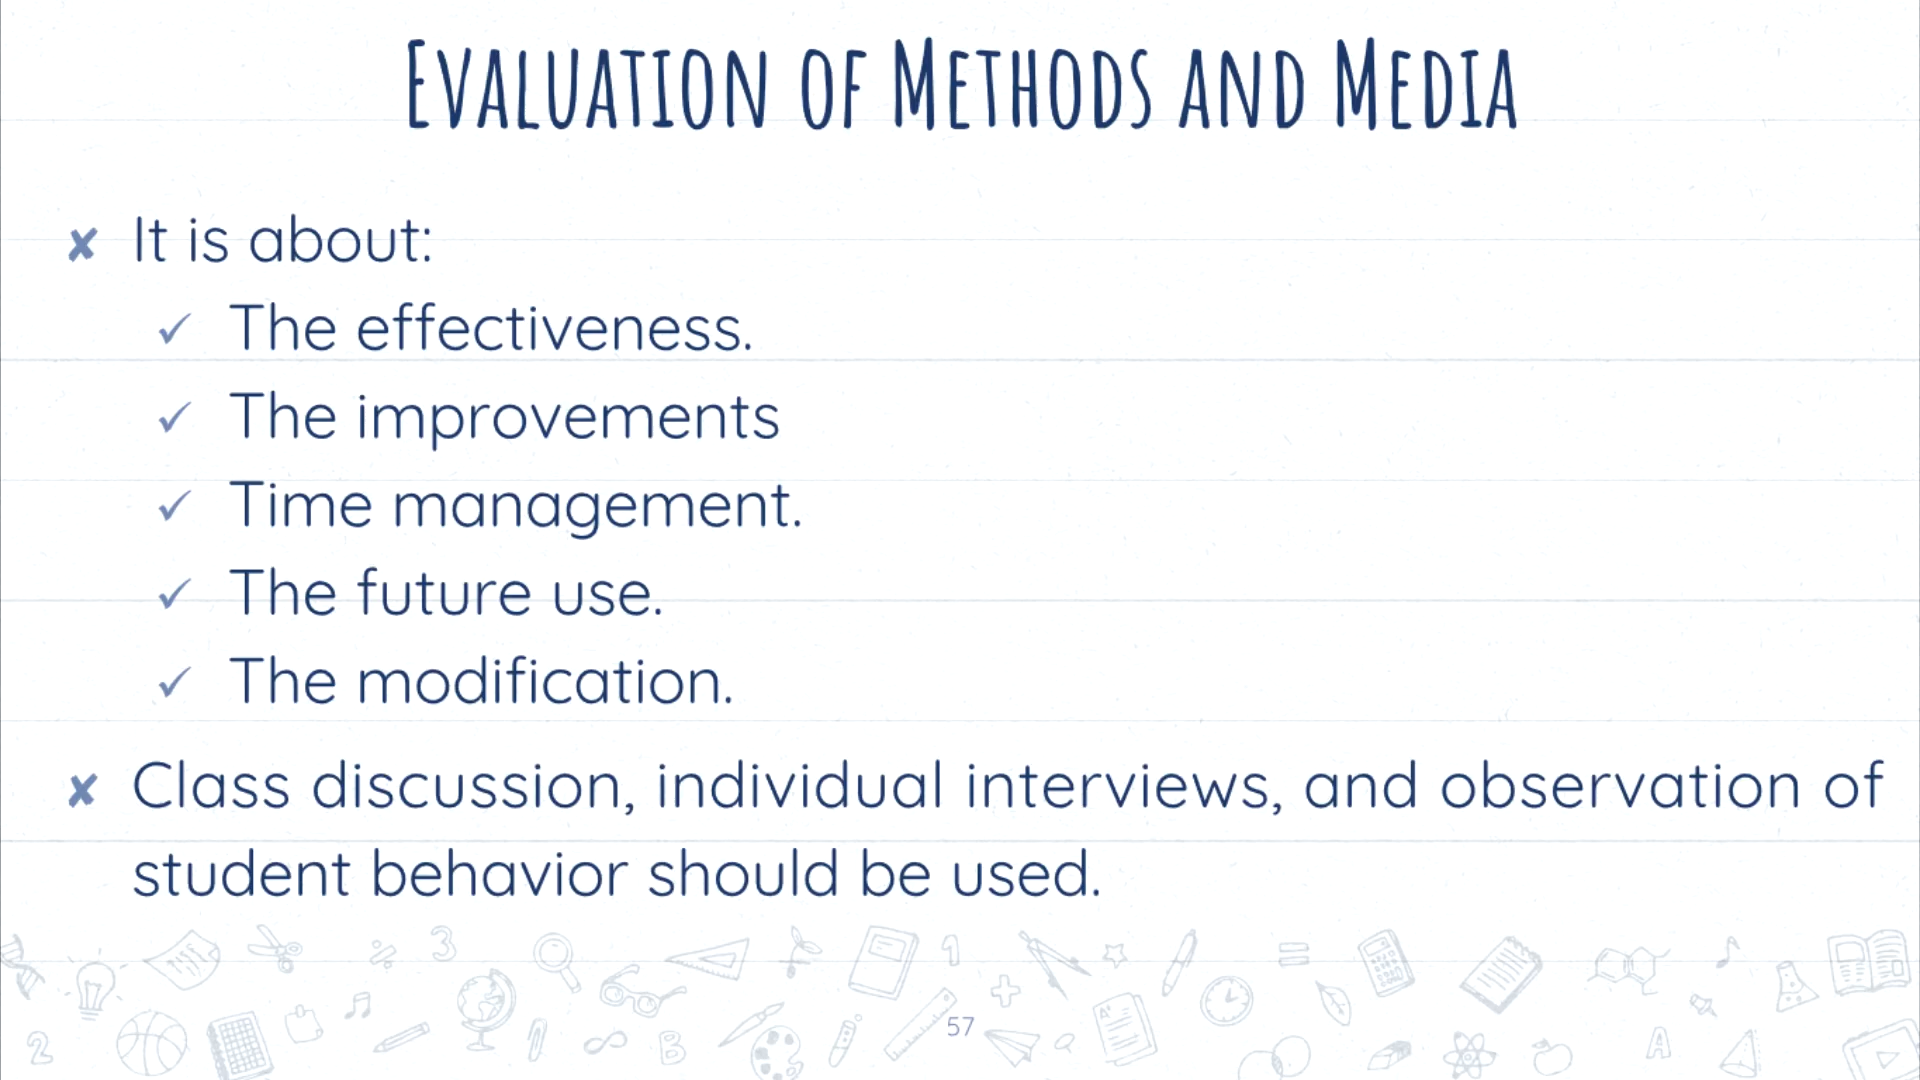 Evaluation of Methods and Media
✘ It is about:
✓ The effectiveness.
✓ The improvements
✓ Time management.
✓ The future use.
✓ The modification.
✘ Class discussion, individual interviews, and observation of
student behavior should be used.
57